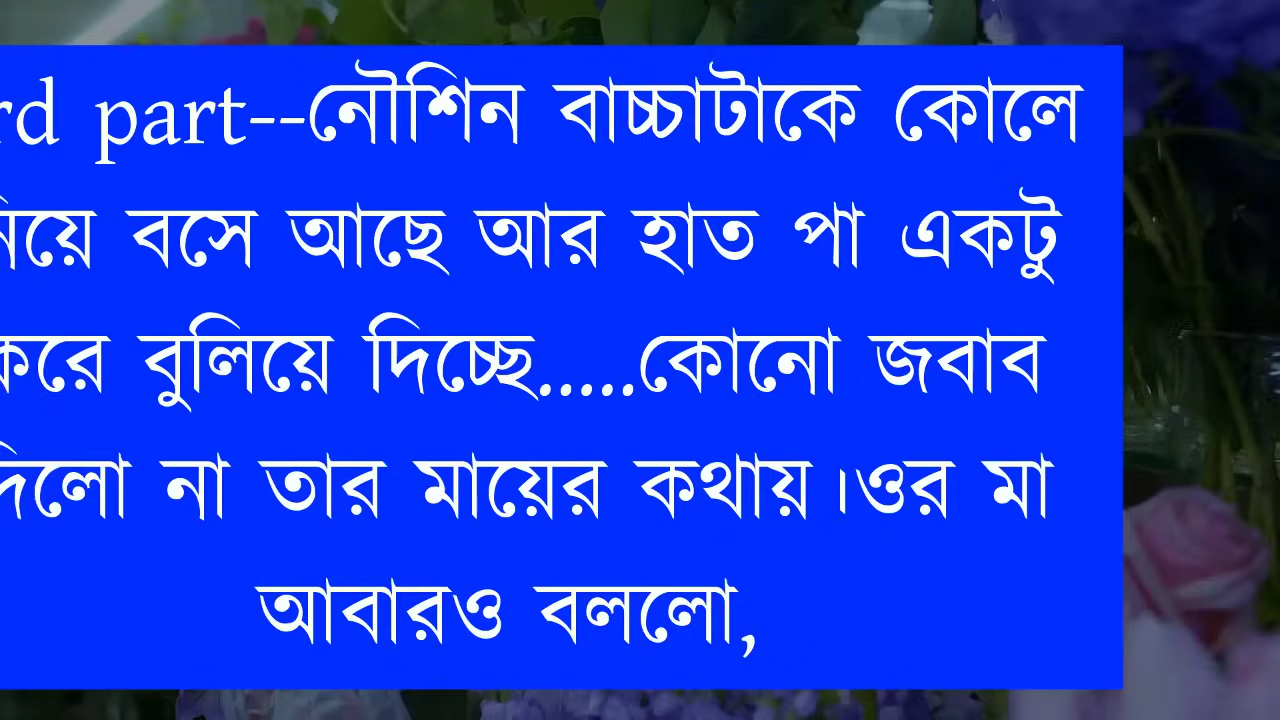 rd part--নৌশিন বাচ্চাটাকে কোলে
নিয়ে বসে আছে আর হাত পা একটু
করে বুলিয়ে দিচ্ছে.....কোনো জবাব
দিলো না তার মায়ের কথায়।ওর মা
আবারও বললো,